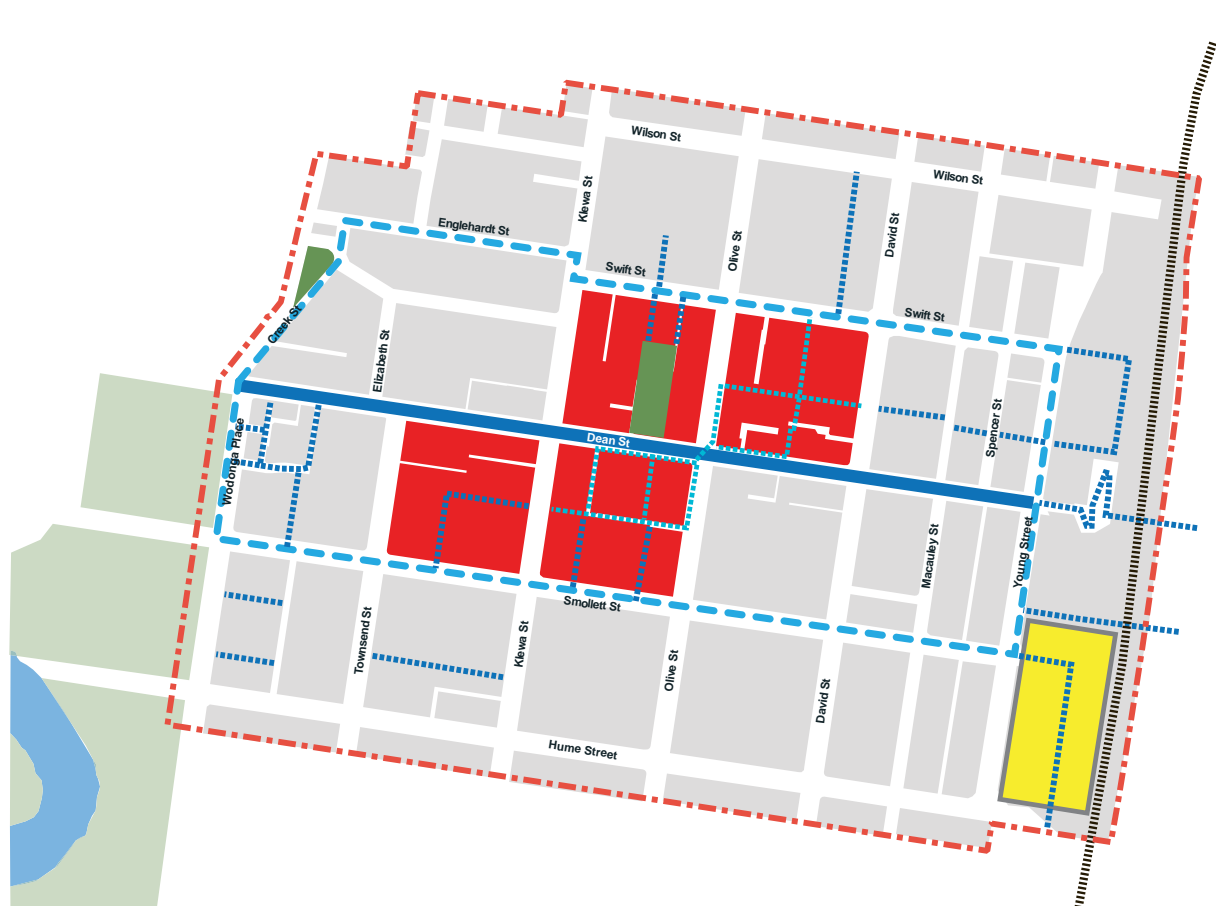 Wilson St
Wilson St
Kiewa St
Englehardt St
David St
Olive St
Swift St
Swift St
Creek St
Elizabeth St
Spencer St
Dean St
Wodonga Place
Macauley St
Young Street
Smollett St
Townsend St
Kiewa St
Olive St
David St
Hume Street